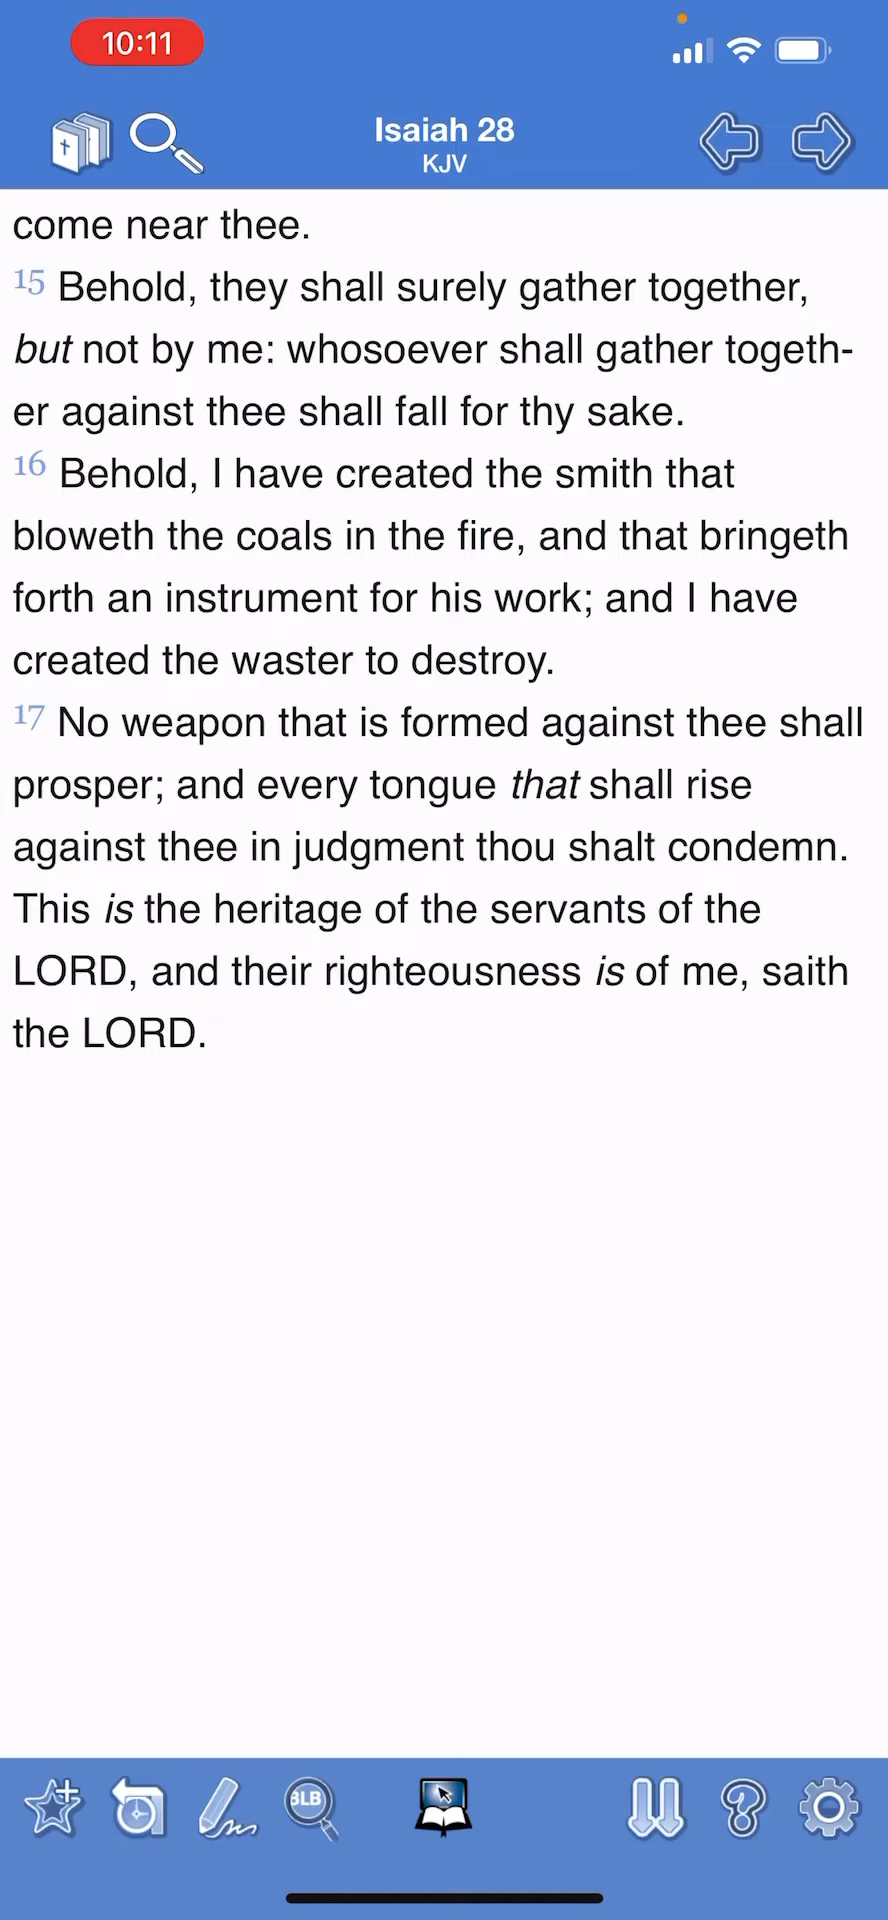 10:11
Isaiah 28
KJV
come near thee.
15 Behold, they shall surely gather together,
but not by me: whosoever shall gather togeth-
er against thee shall fall for thy sake.
16 Behold, I have created the smith that
bloweth the coals in the fire, and that bringeth
forth an instrument for his work; and I have
created the waster to destroy.
17 No weapon that is formed against thee shall
prosper; and every tongue that shall rise
against thee in judgment thou shalt condemn.
This is the heritage of the servants of the
LORD, and their righteousness is of me, saith
the LORD.
BLB